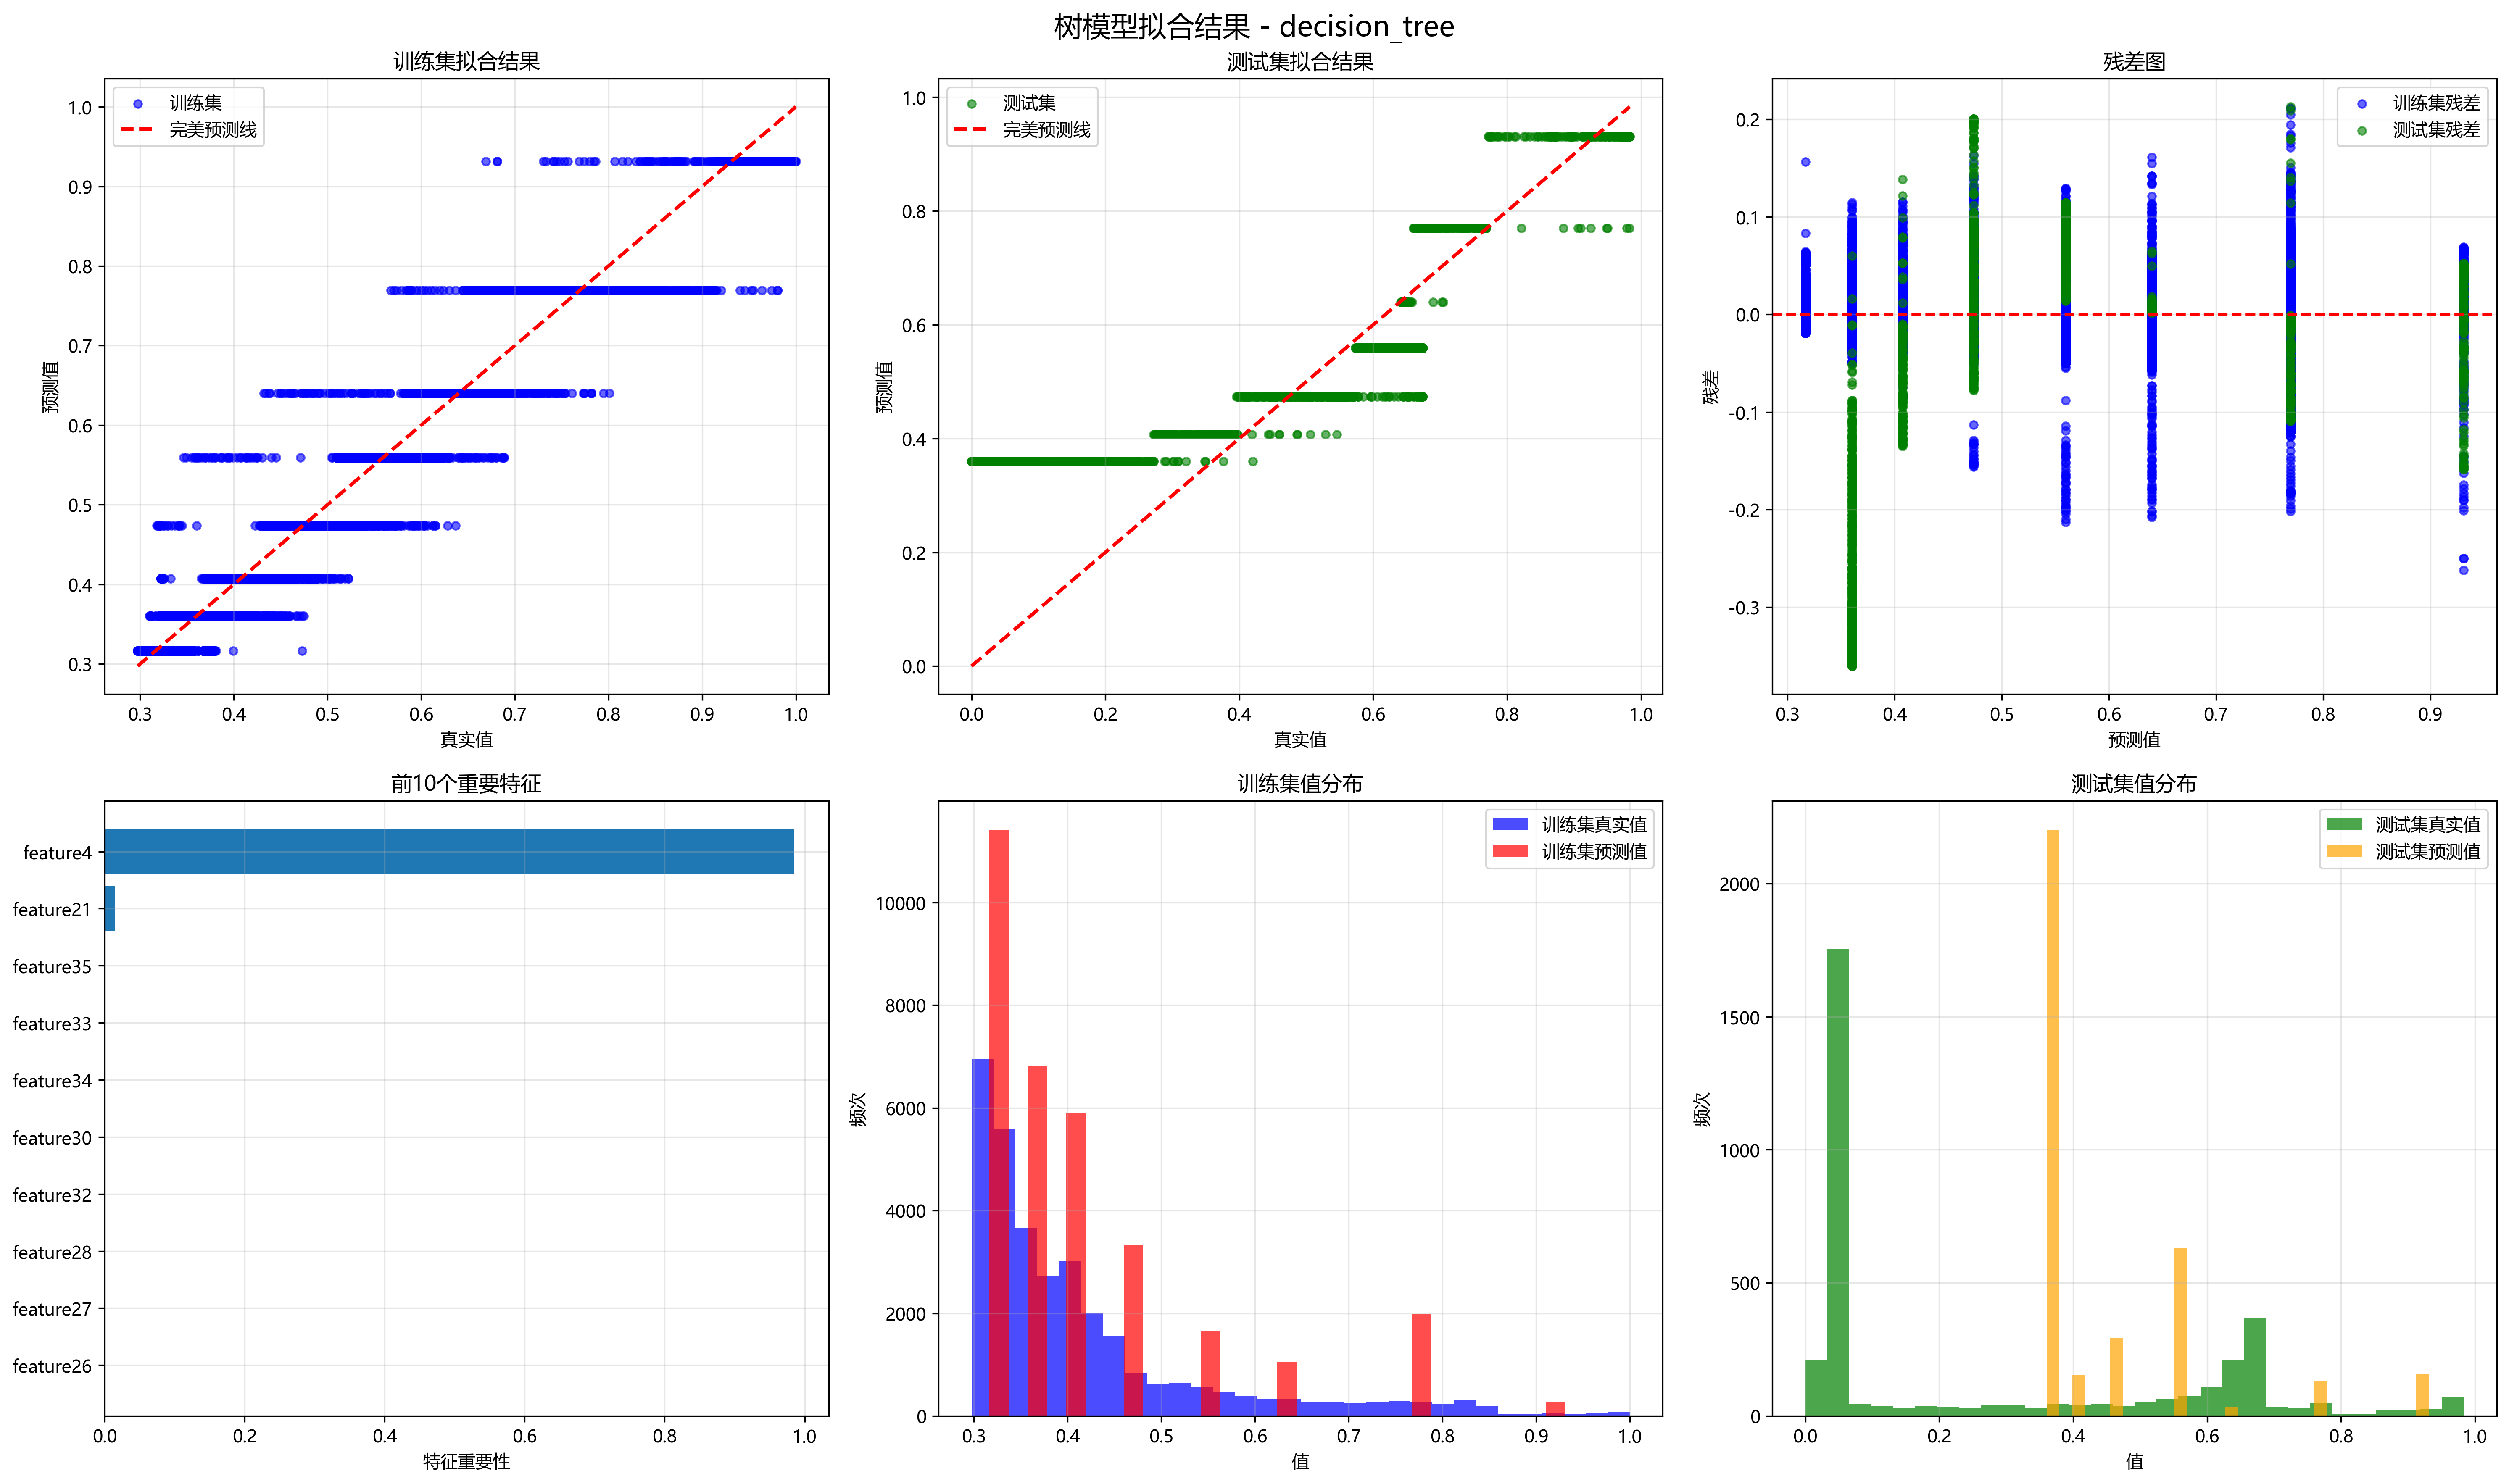 树模型拟合结果 - decision_tree
训练集拟合结果
训练集
完美预测线
1.0
0.9
0.8
0.7
0.6
0.5
0.4
0.3
预测值
0.3 0.4 0.5 0.6 0.7 0.8 0.9 1.0
真实值
测试集拟合结果
测试集
完美预测线
1.0
0.8
0.6
0.4
0.2
0.0
预测值
0.0 0.2 0.4 0.6 0.8 1.0
真实值
残差图
训练集残差
测试集残差
0.2
0.1
0.0
-0.1
-0.2
-0.3
残差
0.3 0.4 0.5 0.6 0.7 0.8 0.9
预测值
前10个重要特征
feature4
feature21
feature35
feature33
feature34
feature30
feature32
feature28
feature27
feature26
0.0 0.2 0.4 0.6 0.8 1.0
特征重要性
训练集值分布
训练集真实值
训练集预测值
10000
8000
6000
4000
2000
0
频次
0.3 0.4 0.5 0.6 0.7 0.8 0.9 1.0
值
测试集值分布
测试集真实值
测试集预测值
2000
1500
1000
500
0
频次
0.0 0.2 0.4 0.6 0.8 1.0
值